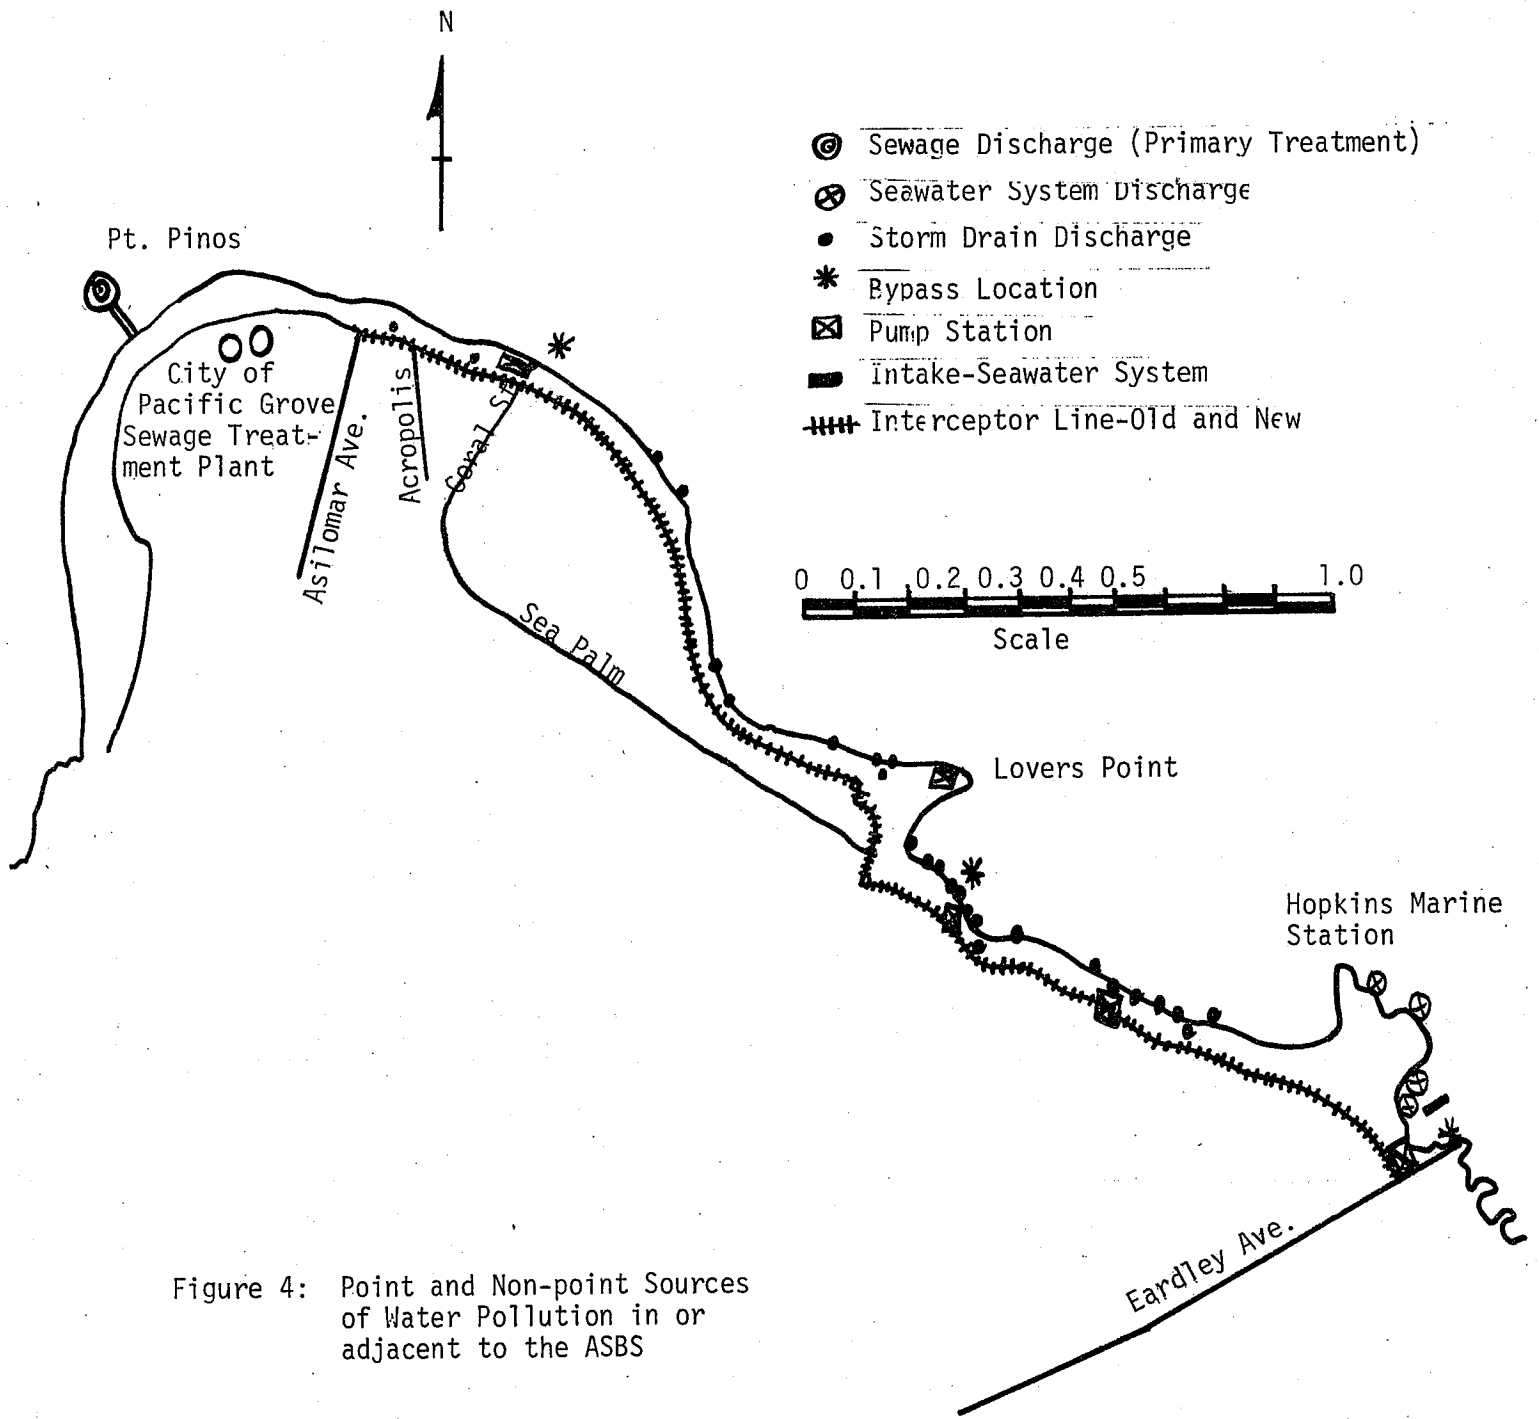 N
Sewage Discharge (Primary Treatment)
Seawater System Discharge
Storm Drain Discharge
Bypass Location
Pump Station
Intake-Seawater System
Interceptor Line-Old and New
Pt. Pinos
City of
Pacific Grove
Sewage Treat-
ment Plant
Asilomar Ave.
Acropolis
Coral St
Sea Palm
0 0.1 0.2 0.3 0.4 0.5 1.0
Scale
Lovers Point
Hopkins Marine
Station
Eardley Ave.
Figure 4: Point and Non-point Sources
of Water Pollution in or
adjacent to the ASBS